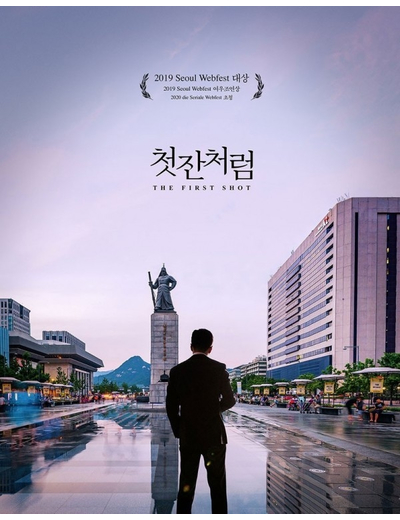 2019 Seoul Webfest 대상
2019 Seoul Webfest 여우조연상
2020 die Seriale Webfest 초청
첫잔처럼
THE FIRST SHOT